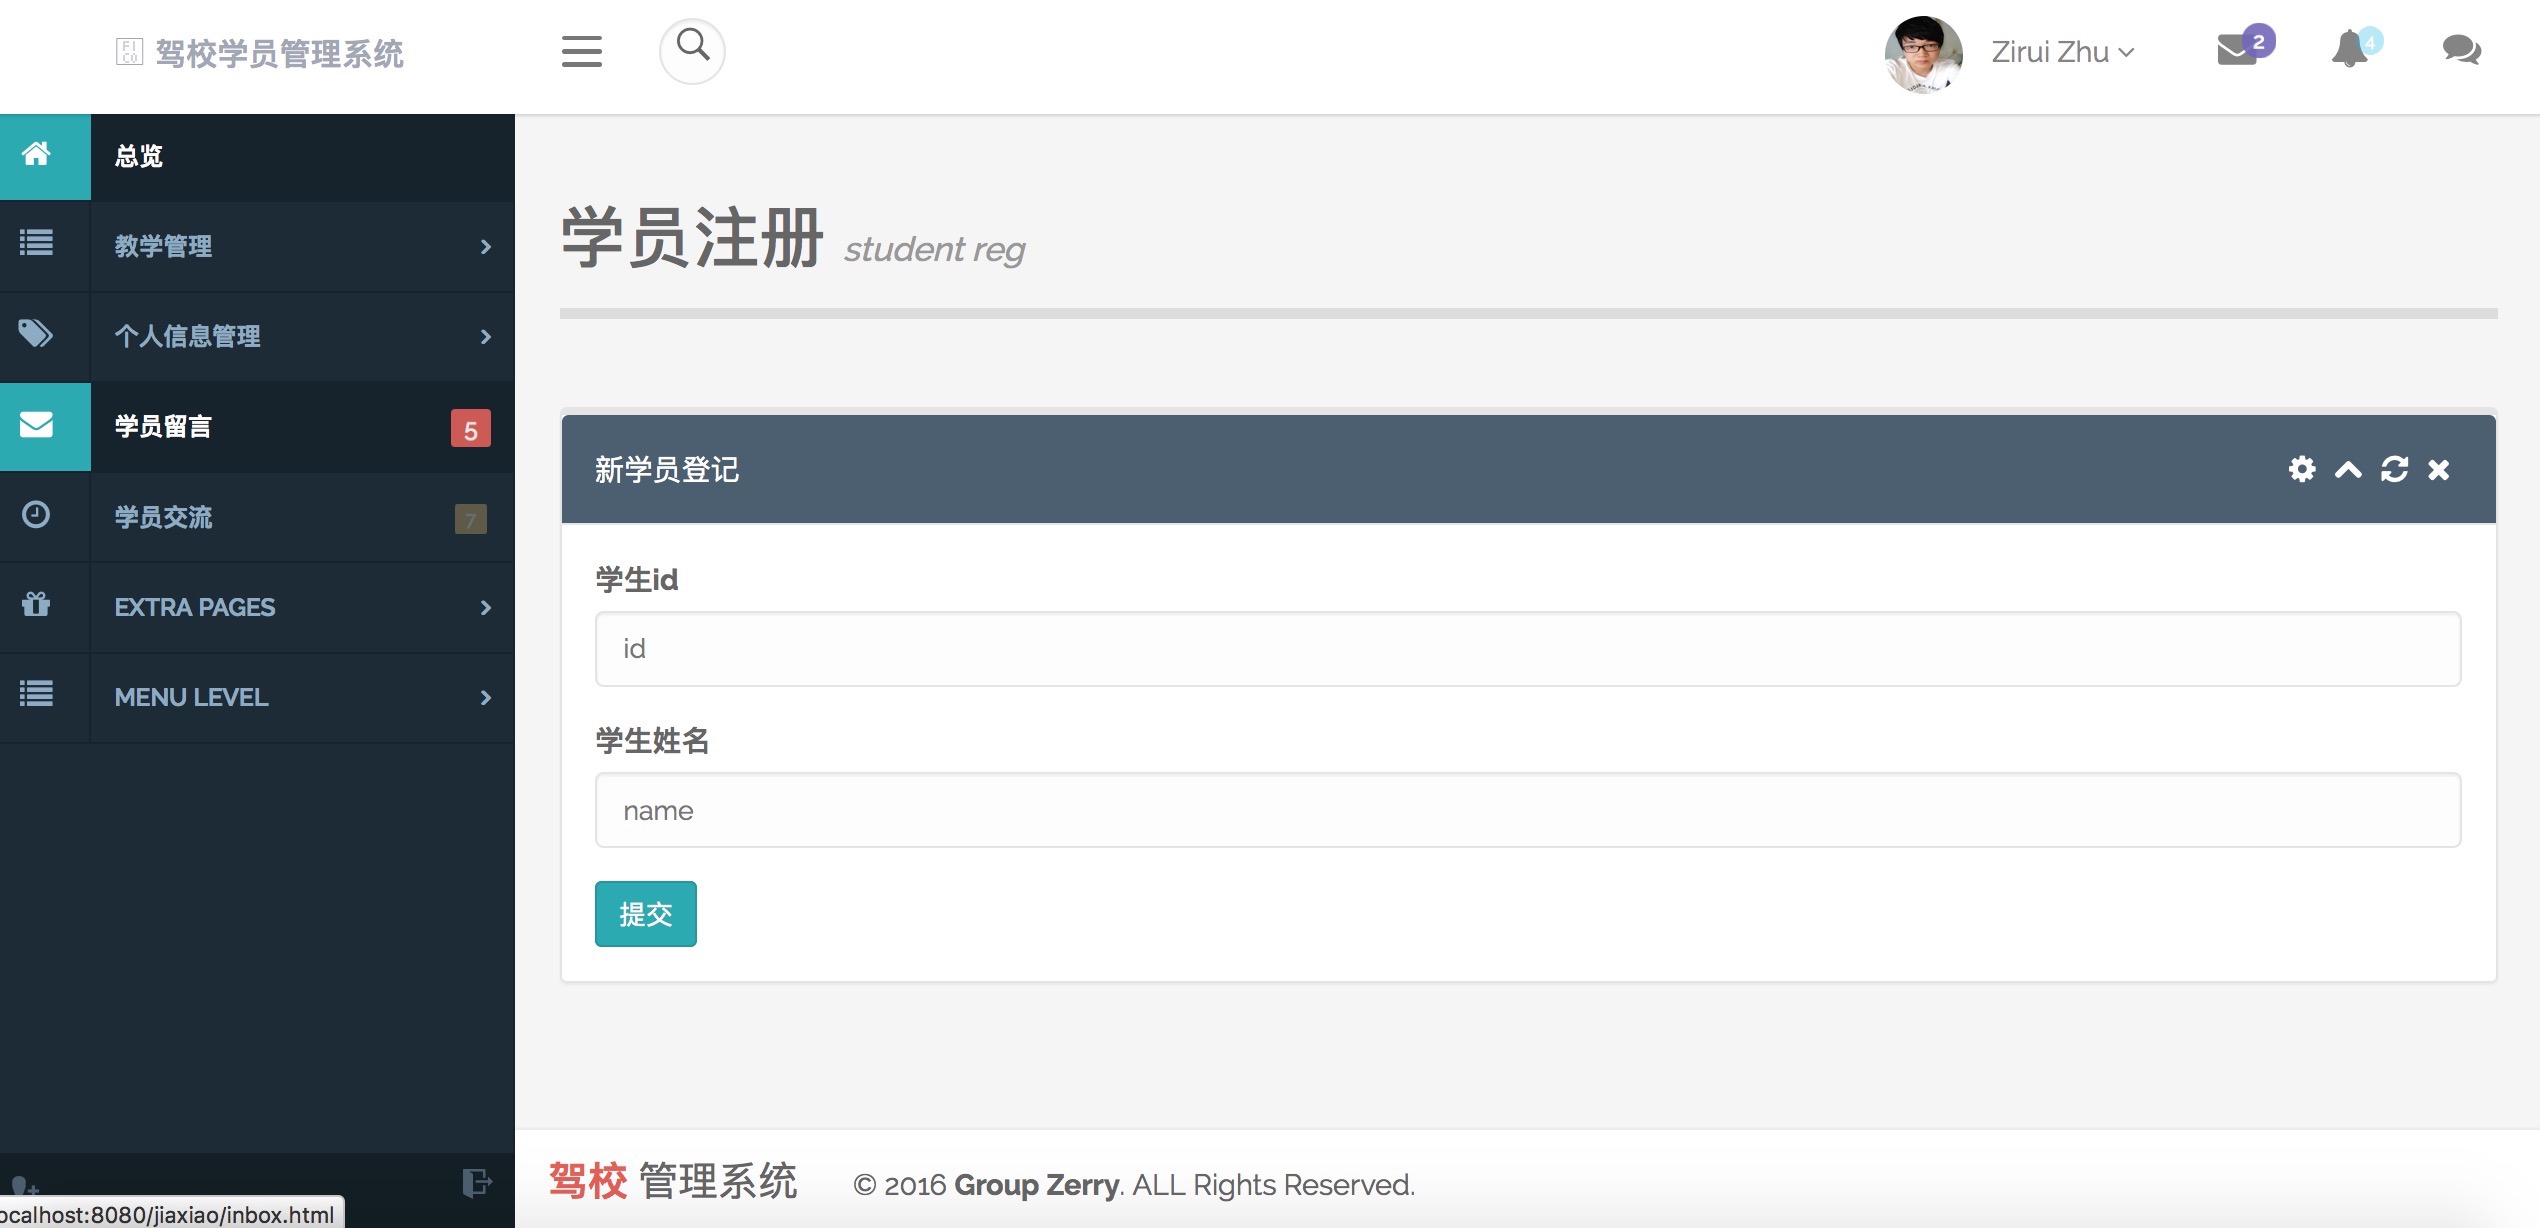 驾校学员管理系统
Zirui Zhu
2
4
总览
教学管理
个人信息管理
学员留言
5
学员交流
7
EXTRA PAGES
MENU LEVEL
学员注册 student reg
新学员登记
学生id
id
学生姓名
name
提交
驾校 管理系统 © 2016 Group Zerry. ALL Rights Reserved.
ocalhost:8080/jiaxiao/inbox.html